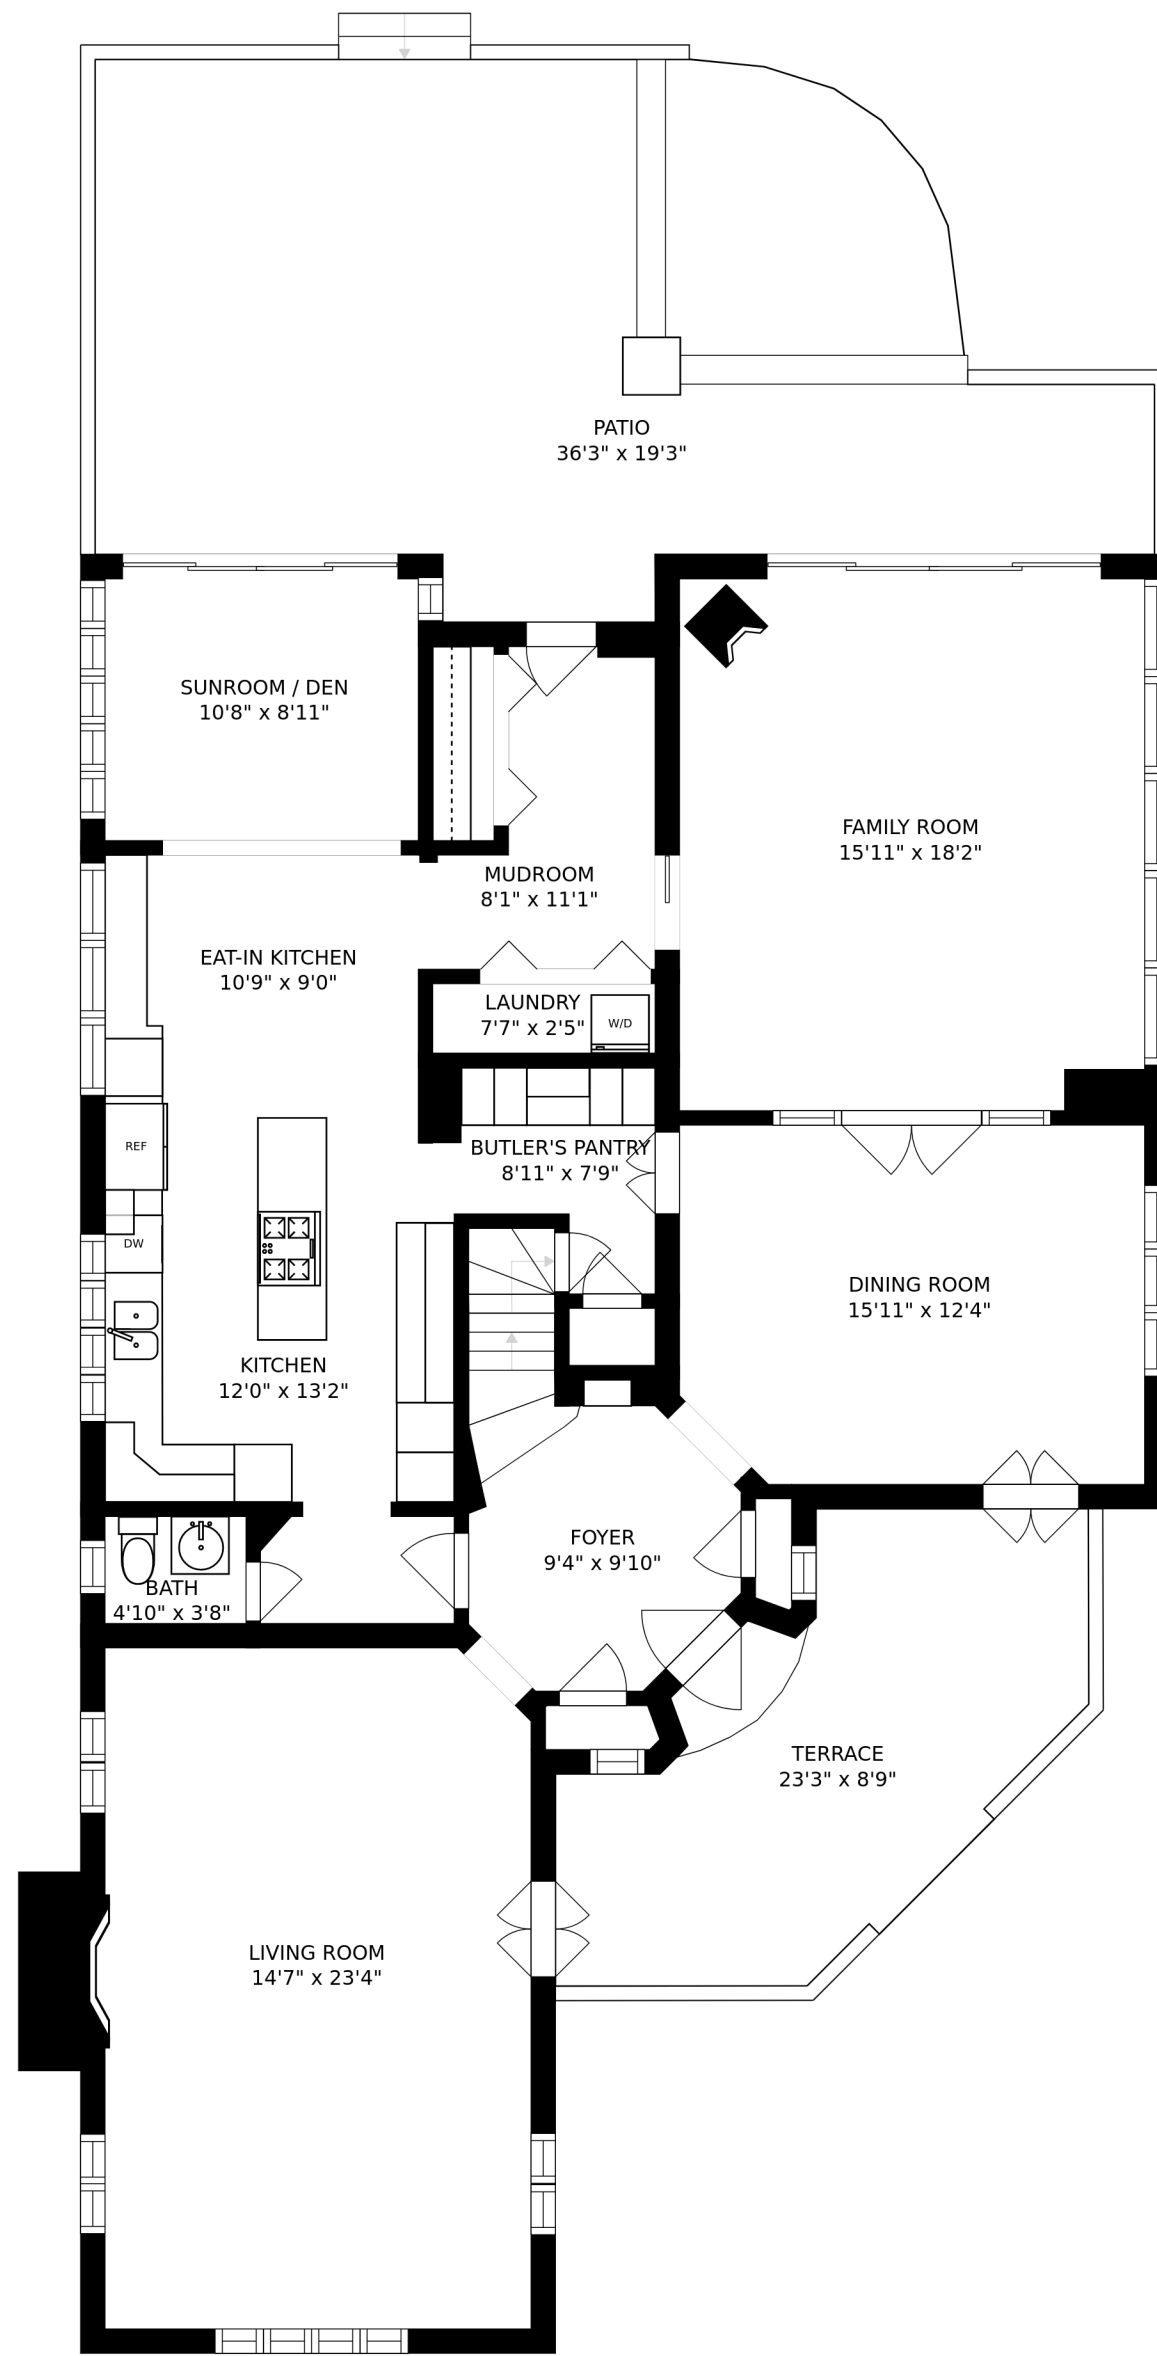 PATIO
36'3" x 19'3"
SUNROOM / DEN
10'8" x 8'11"
FAMILY ROOM
15'11" x 18'2"
MUDROOM
8'1" x 11'1"
EAT-IN KITCHEN
10'9" x 9'0"
LAUNDRY
7'7" x 2'5"
W/D
REF
BUTLER'S PANTRY
8'11" x 7'9"
DW
DINING ROOM
15'11" x 12'4"
KITCHEN
12'0" x 13'2"
FOYER
9'4" x 9'10"
BATH
4'10" x 3'8"
TERRACE
23'3" x 8'9"
LIVING ROOM
14'7" x 23'4"